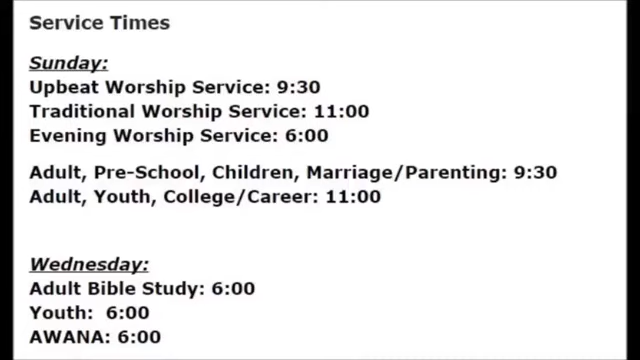 Service Times
Sunday:
Upbeat Worship Service: 9:30
Traditional Worship Service: 11:00
Evening Worship Service: 6:00
Adult, Pre-School, Children, Marriage/Parenting: 9:30
Adult, Youth, College/Career: 11:00
Wednesday:
Adult Bible Study: 6:00
Youth:  6:00
AWANA: 6:00